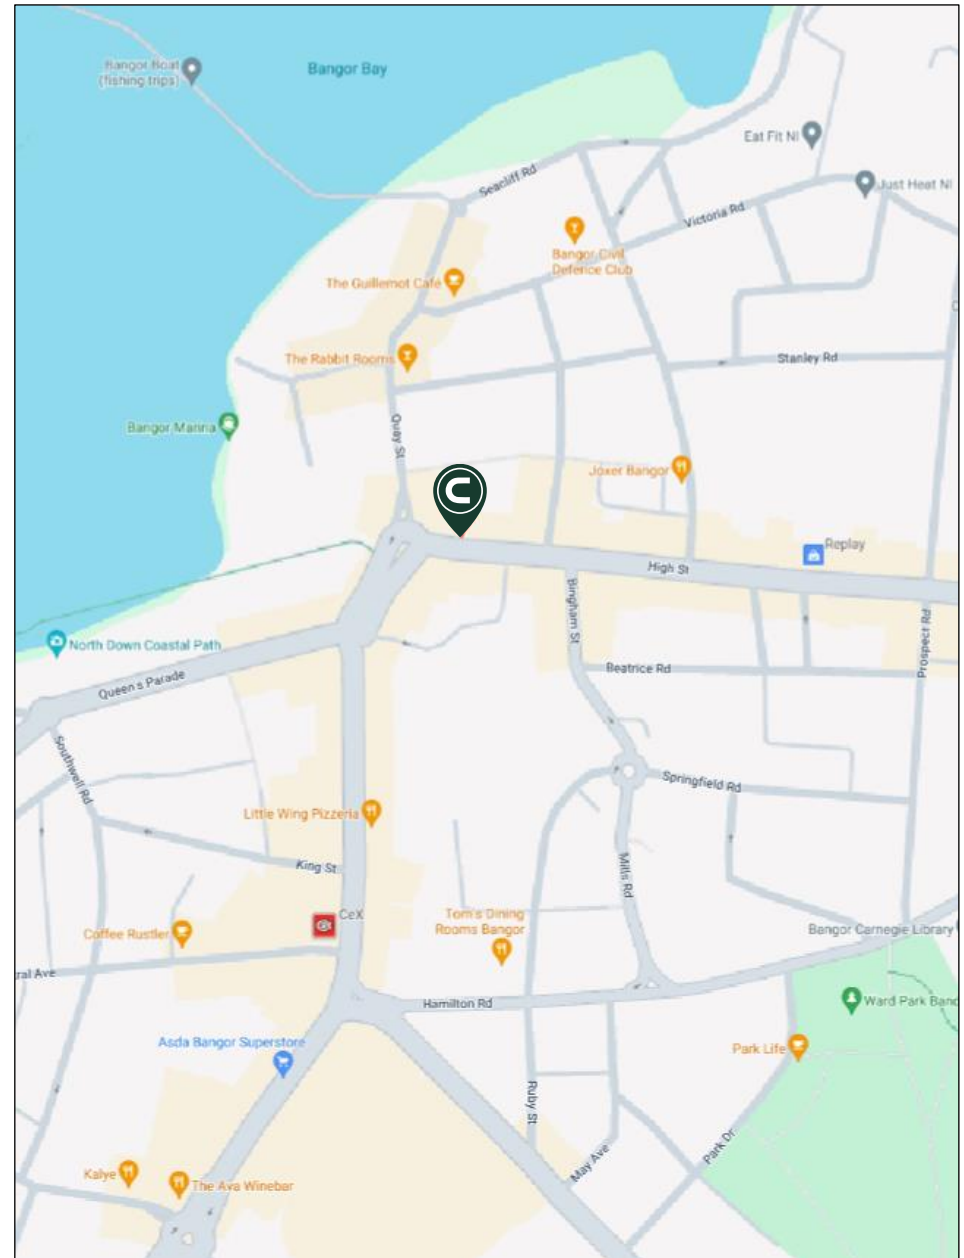 Bangor Boat
(fishing trips)
Bangor Bay
Eat Fit NI
Seacliff Rd
Just Heat NI
Victoria Rd
Bangor Civil
Defence Club
The Guillemot Café
The Rabbit Rooms
Stanley Rd
Bangor Marina
Quay St
Joxer Bangor
C
Replay
High St
Bingham St
Prospect Rd
North Down Coastal Path
Beatrice Rd
Queen's Parade
Southwell Rd
Springfield Rd
Little Wing Pizzeria
King St
Mills Rd
CeX
Tom's Dining
Rooms Bangor
Coffee Rustler
Bangor Carnegie Library
ral Ave
Hamilton Rd
Ward Park Band
Asda Bangor Superstore
Park Life
Ruby St
May Ave
Park Dr
Kalye
The Ava Winebar